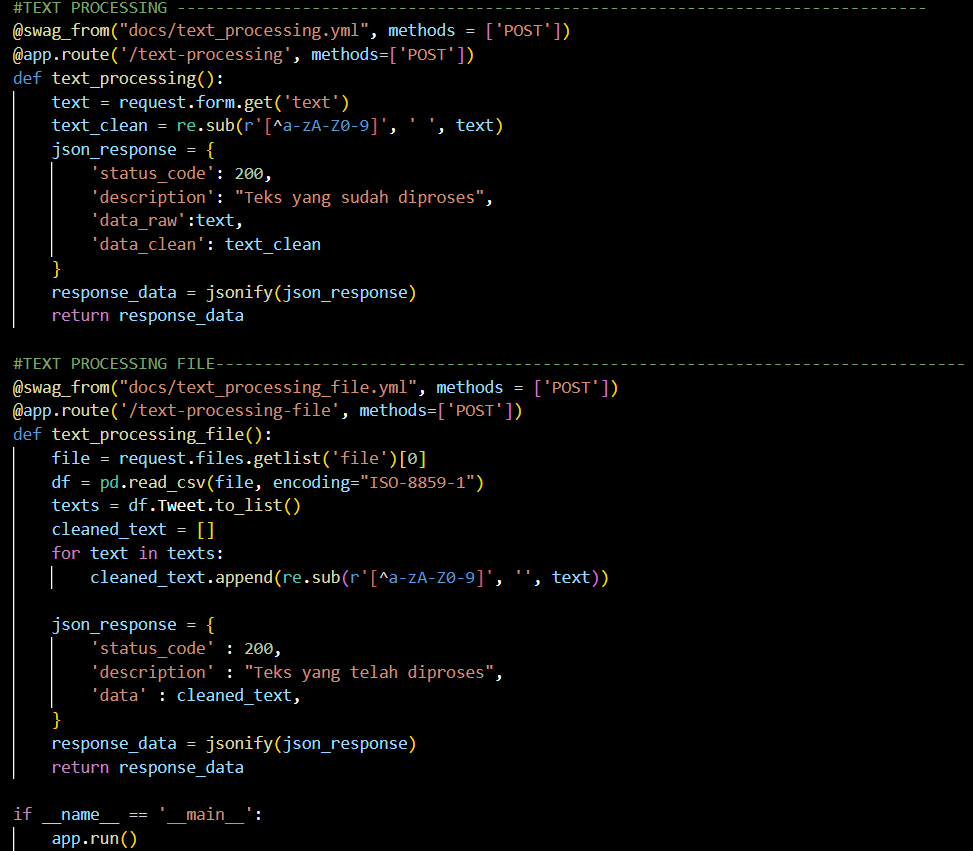 #TEXT PROCESSING ------------------------------------------------------------------------------
@swag_from("docs/text_processing.yml", methods = ['POST'])
@app.route('/text-processing', methods=['POST'])
def text_processing():
    text = request.form.get('text')
    text_clean = re.sub(r'[^a-zA-Z0-9]', ' ', text)
    json_response = {
        'status_code': 200,
        'description': "Teks yang sudah diproses",
        'data_raw':text,
        'data_clean': text_clean
    }
    response_data = jsonify(json_response)
    return response_data

#TEXT PROCESSING FILE------------------------------------------------------------------------------
@swag_from("docs/text_processing_file.yml", methods = ['POST'])
@app.route('/text-processing-file', methods=['POST'])
def text_processing_file():
    file = request.files.getlist('file')[0]
    df = pd.read_csv(file, encoding="ISO-8859-1")
    texts = df.Tweet.to_list()
    cleaned_text = []
    for text in texts:
        cleaned_text.append(re.sub(r'[^a-zA-Z0-9]', '', text))

    json_response = {
        'status_code' : 200,
        'description' : "Teks yang telah diproses",
        'data' : cleaned_text,
    }
    response_data = jsonify(json_response)
    return response_data

if __name__ == '__main__':
    app.run()